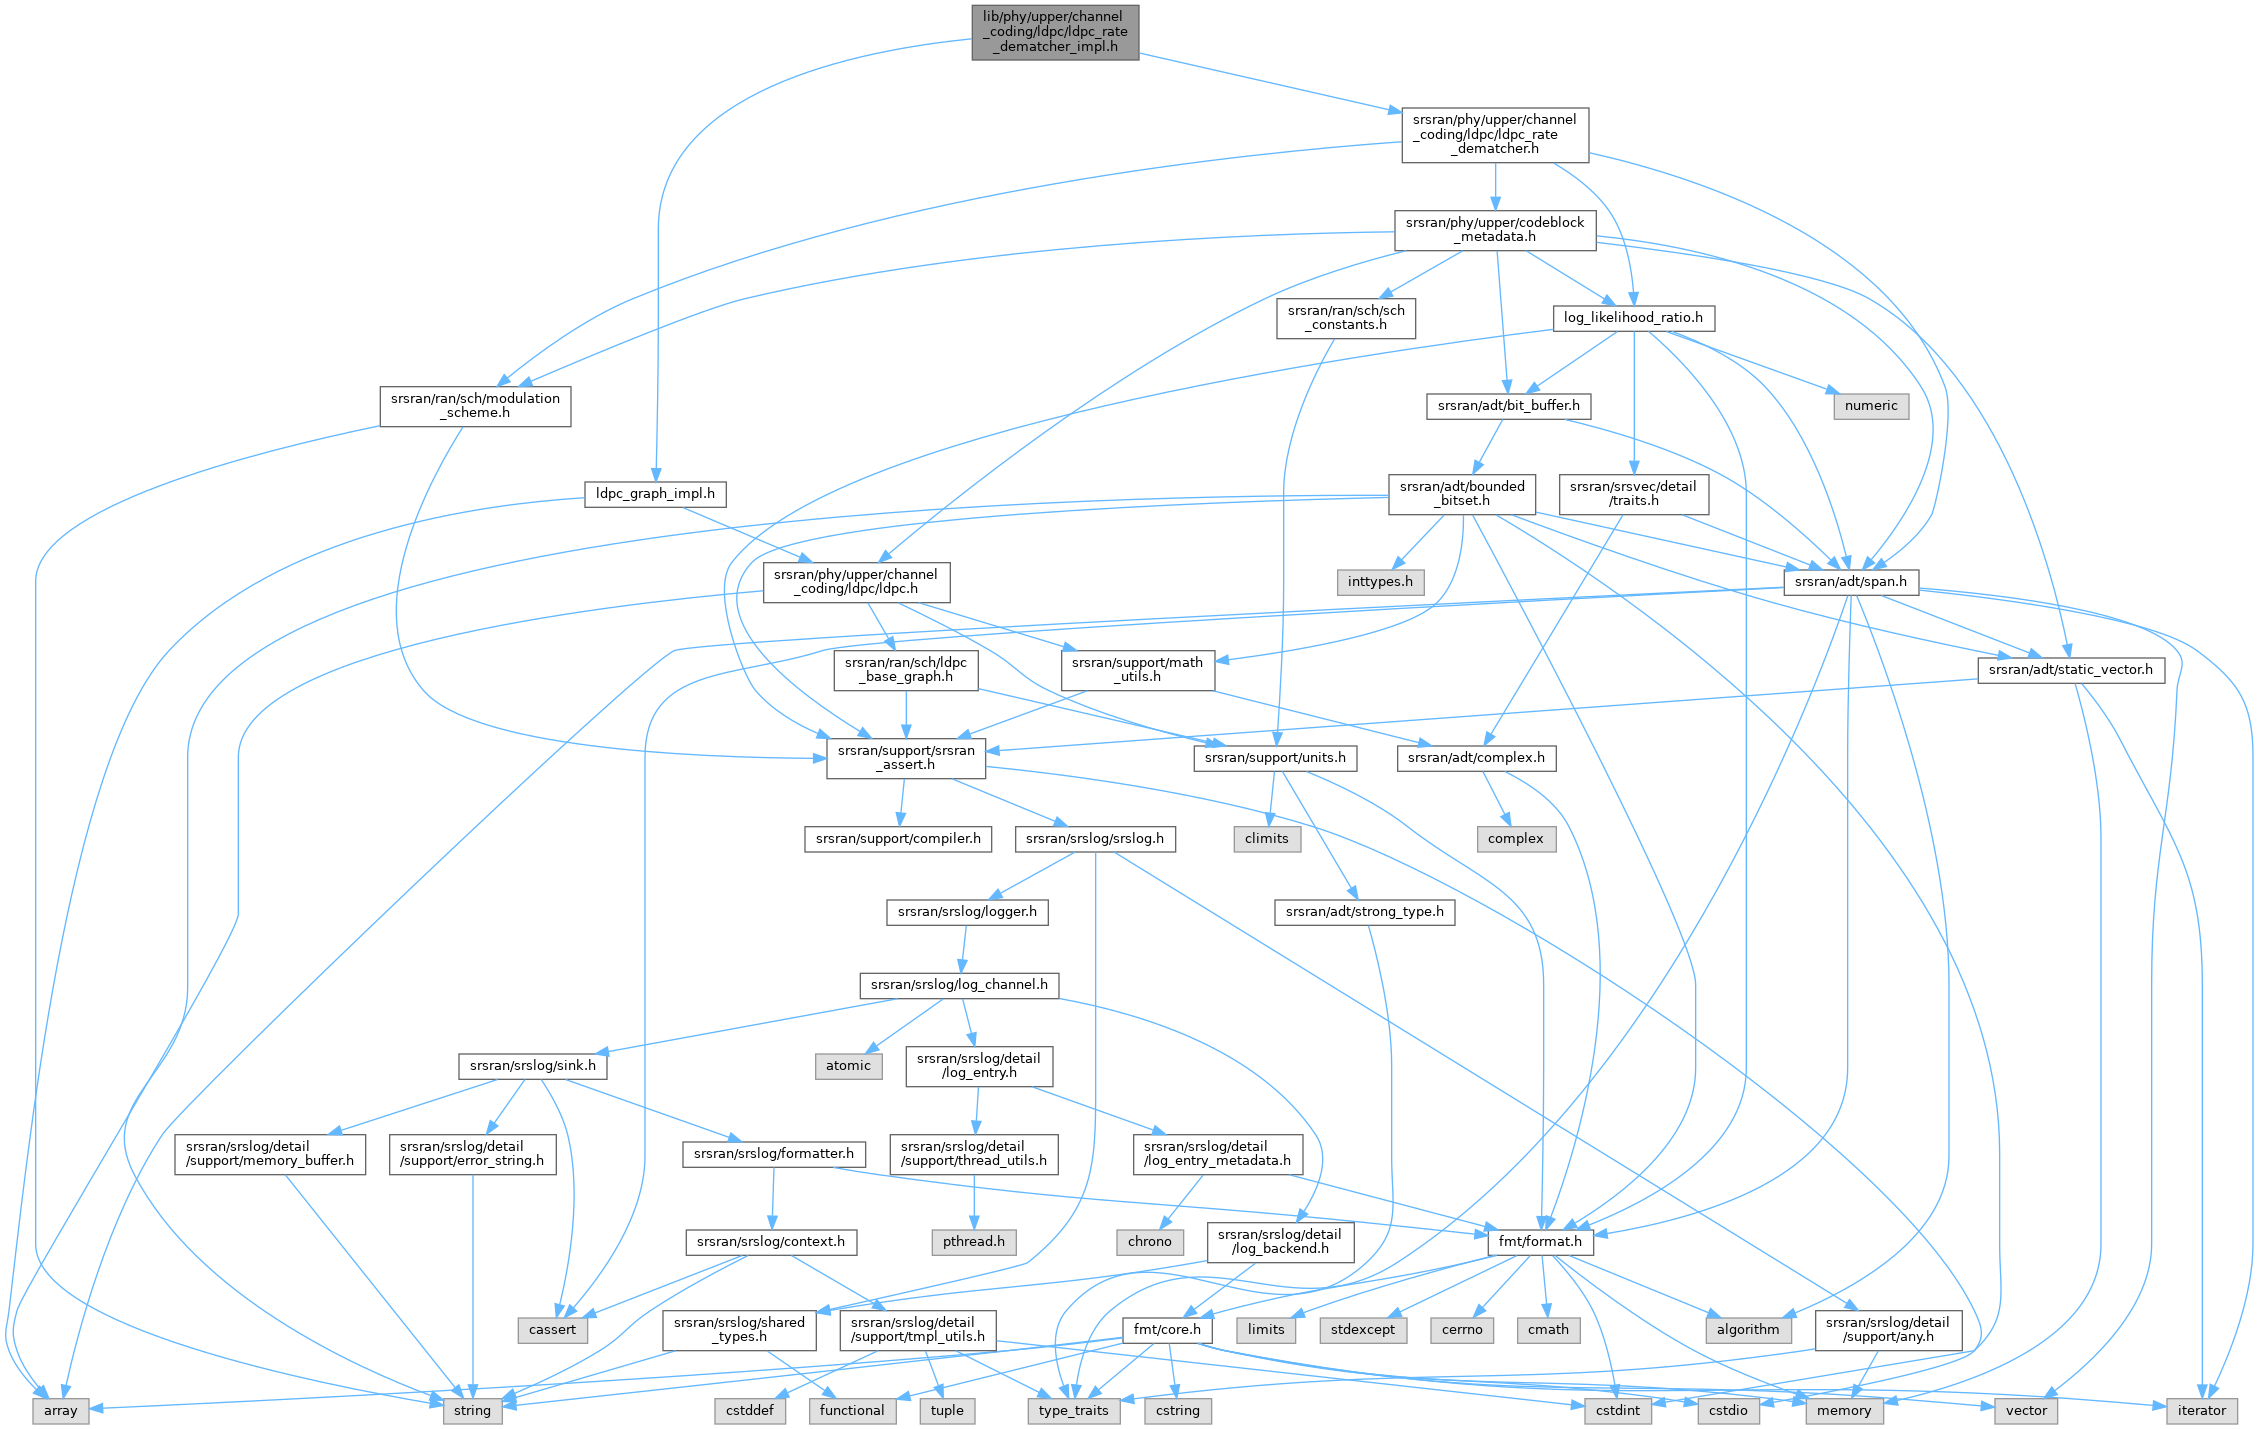 lib/phy/upper/channel
_coding/ldpc/ldpc_rate
_dematcher_impl.h
srsran/phy/upper/channel
_coding/ldpc/ldpc_rate
_dematcher.h
srsran/phy/upper/codeblock
_metadata.h
srsran/ran/sch/sch
_constants.h
log_likelihood_ratio.h
srsran/ran/sch/modulation
_scheme.h
srsran/adt/bit_buffer.h
numeric
ldpc_graph_impl.h
srsran/adt/bounded
_bitset.h
srsran/srsvec/detail
/traits.h
srsran/phy/upper/channel
_coding/ldpc/ldpc.h
inttypes.h
srsran/adt/span.h
srsran/ran/sch/ldpc
_base_graph.h
srsran/support/math
_utils.h
srsran/adt/static_vector.h
srsran/support/srsran
_assert.h
srsran/support/units.h
srsran/adt/complex.h
srsran/support/compiler.h
srsran/srslog/srslog.h
climits
complex
srsran/srslog/logger.h
srsran/adt/strong_type.h
srsran/srslog/log_channel.h
srsran/srslog/sink.h
atomic
srsran/srslog/detail
/log_entry.h
srsran/srslog/detail
/support/memory_buffer.h
srsran/srslog/detail
/support/error_string.h
srsran/srslog/formatter.h
srsran/srslog/detail
/support/thread_utils.h
srsran/srslog/detail
/log_entry_metadata.h
srsran/srslog/context.h
pthread.h
chrono
srsran/srslog/detail
/log_backend.h
fmt/format.h
cassert
srsran/srslog/shared
_types.h
srsran/srslog/detail
/support/tmpl_utils.h
fmt/core.h
limits
stdexcept
cerrno
cmath
algorithm
srsran/srslog/detail
/support/any.h
array
string
cstddef
functional
tuple
type_traits
cstring
cstdint
cstdio
memory
vector
iterator